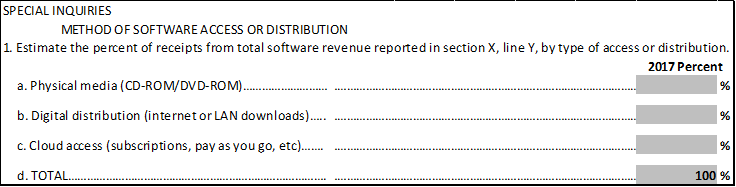 SPECIAL INQUIRIES
METHOD OF SOFTWARE ACCESS OR DISTRIBUTION
1. Estimate the percent of receipts from total software revenue reported in section X, line Y, by type of access or distribution.
2017 Percent
a. Physical media (CD-ROM/DVD-ROM)........................... ........................................................................................ %
b. Digital distribution (internet or LAN downloads)..... ........................................................................................ %
c. Cloud access (subscriptions, pay as you go, etc)....... ........................................................................................ %
d. TOTAL............................................................................ ........................................................................................ 100 %